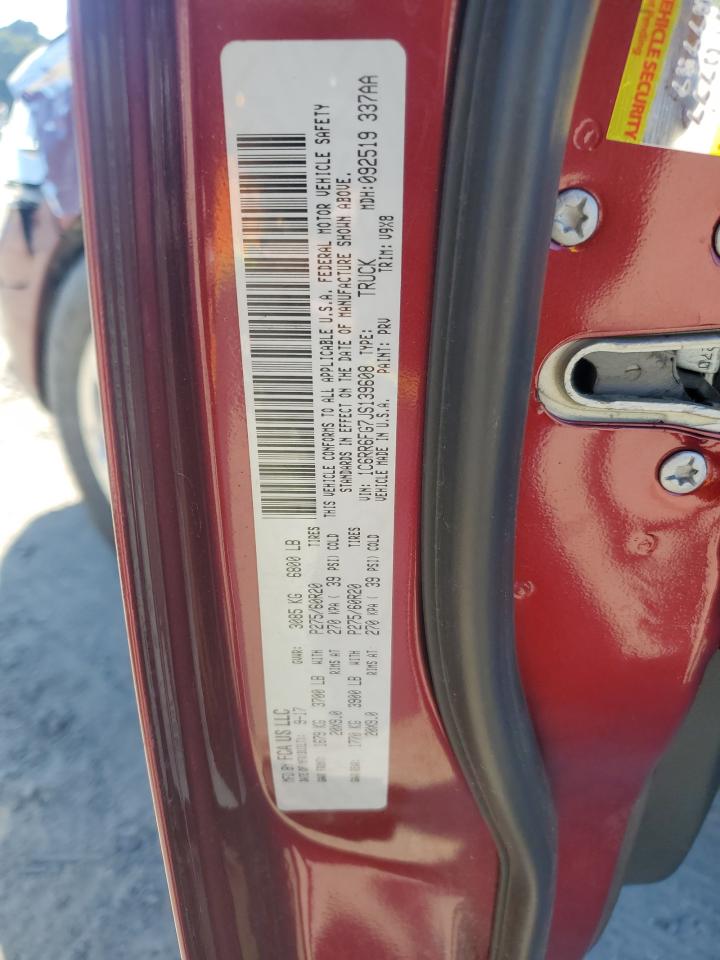 MFD BY: FCA US LLC
DATE OF MFR 9-17 GVWR: 3085 KG 6800 LB
GAWR FRONT: 1679 KG 3700 LB WITH P275/60R20 TIRES
20X9.0 RIMS AT 270 KPA ( 39 PSI) COLD
GAWR REAR: 1770 KG 3900 LB WITH P275/60R20 TIRES
20X9.0 RIMS AT 270 KPA ( 39 PSI) COLD
THIS VEHICLE CONFORMS TO ALL APPLICABLE U.S.A. FEDERAL MOTOR VEHICLE SAFETY
STANDARDS IN EFFECT ON THE DATE OF MANUFACTURE SHOWN ABOVE.
VIN: 1C6RR6FG7JS139608 TYPE: TRUCK MDH: 092519 337AA
VEHICLE MADE IN U.S.A. PAINT: PRV TRIM: V9X8
VEHICLE SECURITY